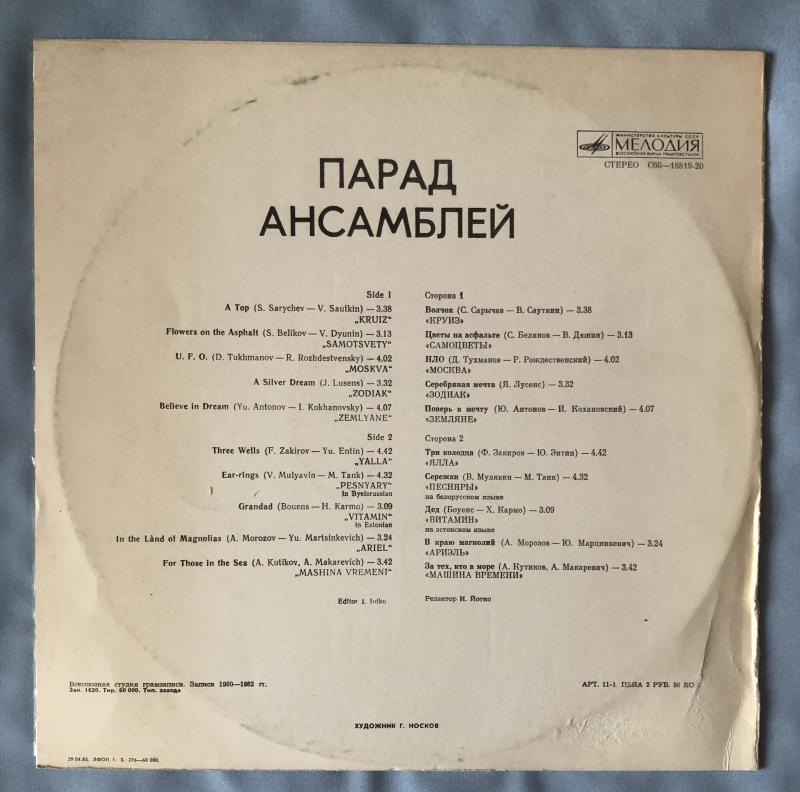 МИНИСТЕРСТВО КУЛЬТУРЫ СССР
МЕЛОДИЯ
ВСЕСОЮЗНАЯ ФИРМА ГРАМПЛАСТИНОК
СТЕРЕО С60—18819-20
ПАРАД
АНСАМБЛЕЙ
Side 1
A Top (S. Sarychev — V. Sautkin) — 3.38
„KRUIZ“
Flowers on the Asphalt (S. Belikov — V. Dyunin) — 3.13
„SAMOTSVETY“
U. F. O. (D. Tukhmanov — R. Rozhdestvensky) — 4.02
„MOSKVA“
A Silver Dream (J. Lusens) — 3.32
„ZODIAK“
Believe in Dream (Yu. Antonov — I. Kokhanovsky) — 4.07
„ZEMLYANE“
Side 2
Three Wells (F. Zakirov — Yu. Entin) — 4.42
„YALLA“
Ear-rings (V. Mulyavin — M. Tank) — 4.32
„PESNYARY“
in Byelorussian
Grandad (Bouens — H. Karmo) — 3.09
„VITAMIN“
in Estonian
In the Lànd of Magnolias (A. Morozov — Yu. Martsinkevich) — 3.24
„ARIEL“
For Those in the Sea (A. Kutikov, A. Makarevich) — 3.42
„MASHINA VREMENI“
Editor I. Iotko
Сторона 1
Волчок (С. Сарычев — В. Сауткин) — 3.38
«КРУИЗ»
Цветы на асфальте (С. Беликов — В. Дюнин) — 3.13
«САМОЦВЕТЫ»
НЛО (Д. Тухманов — Р. Рождественский) — 4.02
«МОСКВА»
Серебряная мечта (Я. Лусенс) — 3.32
«ЗОДИАК»
Поверь в мечту (Ю. Антонов — И. Кохановский) — 4.07
«ЗЕМЛЯНЕ»
Сторона 2
Три колодца (Ф. Закиров — Ю. Энтин) — 4.42
«ЯЛЛА»
Сережки (В. Мулявин — М. Танк) — 4.32
«ПЕСНЯРЫ»
на белорусском языке
Дед (Боуенс — Х. Кармо) — 3.09
«ВИТАМИН»
на эстонском языке
В краю магнолий (А. Морозов — Ю. Марцинкевич) — 3.24
«АРИЭЛЬ»
За тех, кто в море (А. Кутиков, А. Макаревич) — 3.42
«МАШИНА ВРЕМЕНИ»
Редактор И. Йотко
Всесоюзная студия грамзаписи. Записи 1980—1982 гг.
Зак. 1620. Тир. 60 000. Тип. завода
АРТ. 11-1. ЦЕНА 2 РУБ. 50 КО
ХУДОЖНИК Г. НОСКОВ
29.04.83. ЛФОП 1. З. 276—60 000.